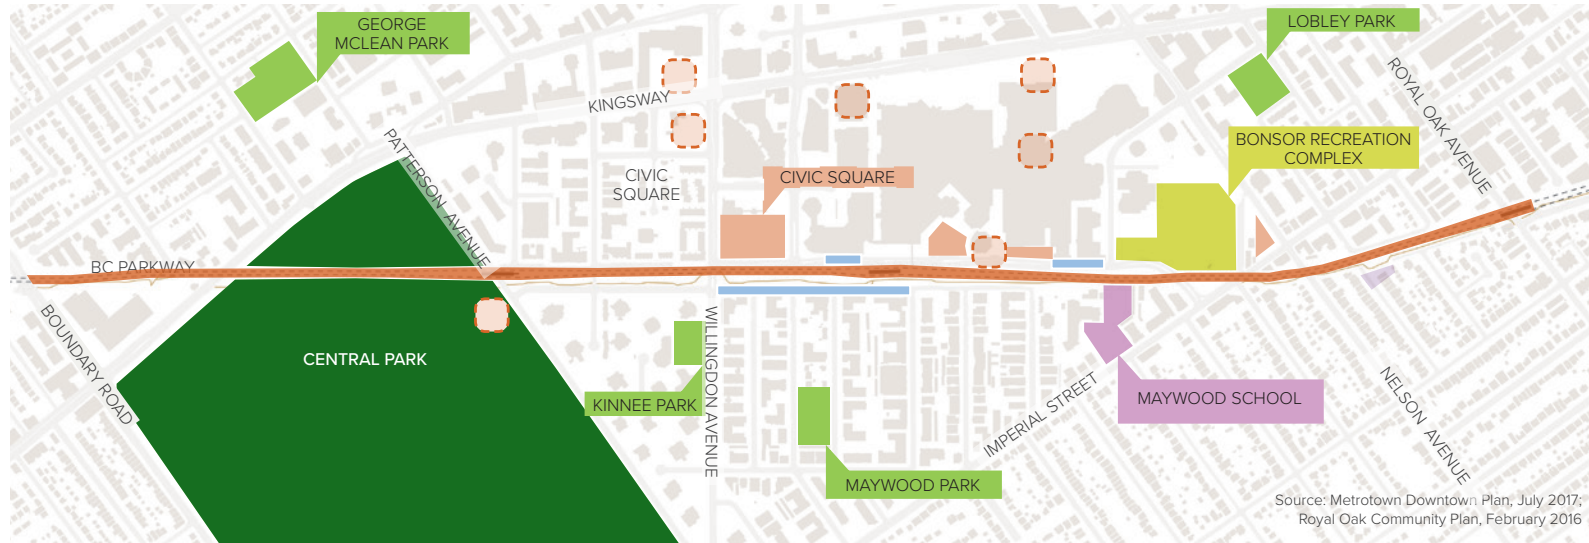 GEORGE
MCLEAN PARK
LOBLEY PARK
ROYAL OAK AVENUE
KINGSWAY
PATTERSON AVENUE
BONSOR RECREATION
COMPLEX
CIVIC
SQUARE
CIVIC SQUARE
BC PARKWAY
BOUNDARY ROAD
CENTRAL PARK
WILLINGDON AVENUE
KINNEE PARK
IMPERIAL STREET
MAYWOOD SCHOOL
NELSON AVENUE
MAYWOOD PARK
Source: Metrotown Downtown Plan, July 2017;
Royal Oak Community Plan, February 2016